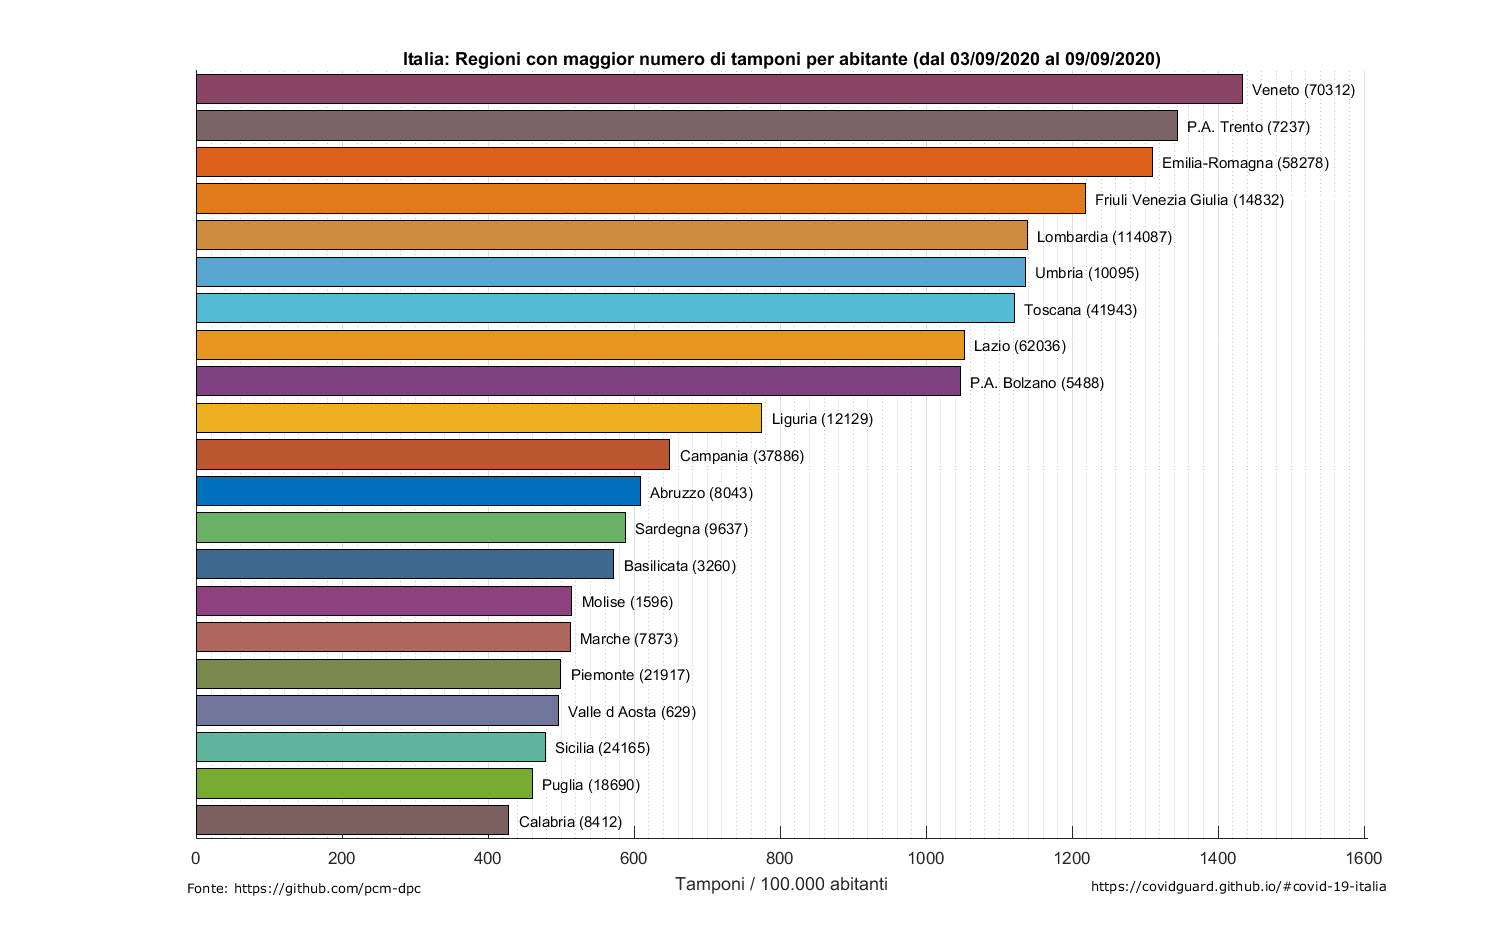 Italia: Regioni con maggior numero di tamponi per abitante (dal 03/09/2020 al 09/09/2020)
Veneto (70312)
P.A. Trento (7237)
Emilia-Romagna (58278)
Friuli Venezia Giulia (14832)
Lombardia (114087)
Umbria (10095)
Toscana (41943)
Lazio (62036)
P.A. Bolzano (5488)
Liguria (12129)
Campania (37886)
Abruzzo (8043)
Sardegna (9637)
Basilicata (3260)
Molise (1596)
Marche (7873)
Piemonte (21917)
Valle d Aosta (629)
Sicilia (24165)
Puglia (18690)
Calabria (8412)
0 200 400 600 800 1000 1200 1400 1600
Tamponi / 100.000 abitanti
Fonte: https://github.com/pcm-dpc
https://covidguard.github.io/#covid-19-italia